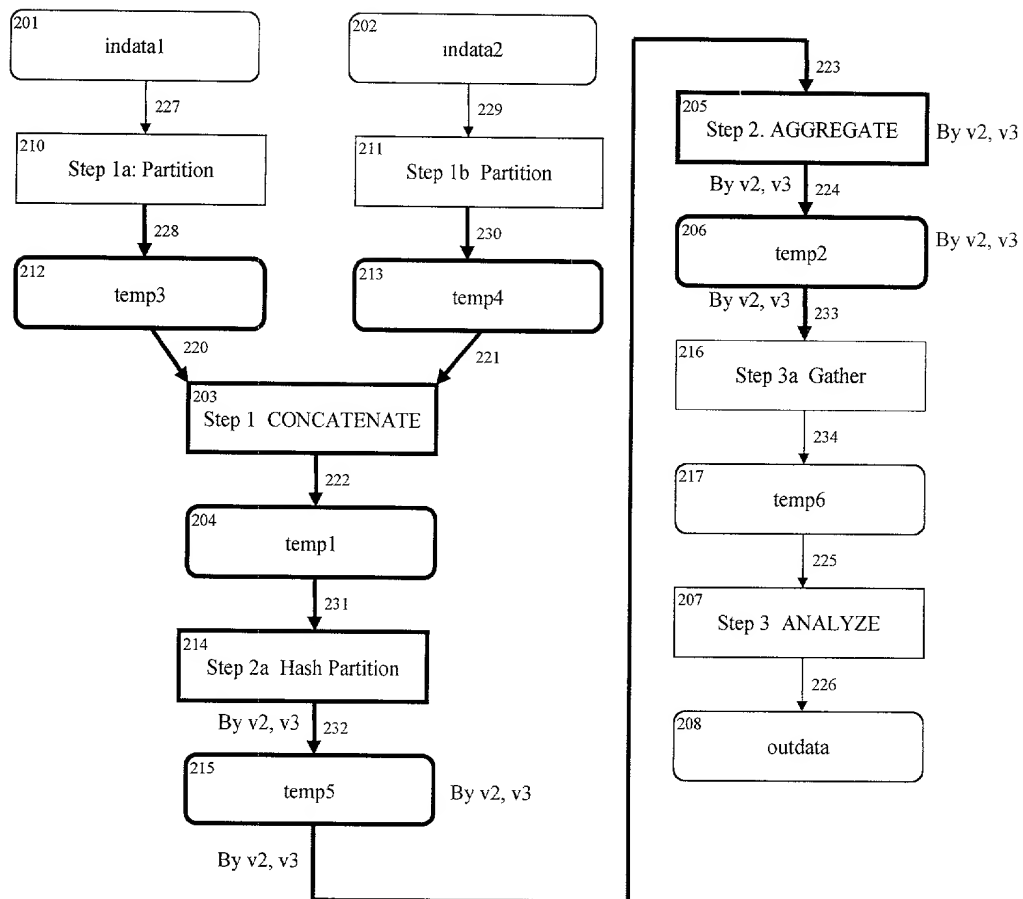 201
indata1
227
210
Step 1a: Partition
228
212
temp3
220
202
indata2
229
211
Step 1b Partition
230
213
temp4
221
203
Step 1 CONCATENATE
222
204
temp1
231
214
Step 2a Hash Partition
By v2, v3
232
215
temp5
By v2, v3
By v2, v3
223
205
Step 2. AGGREGATE
By v2, v3
By v2, v3
224
206
temp2
By v2, v3
By v2, v3
233
216
Step 3a Gather
234
217
temp6
225
207
Step 3 ANALYZE
226
208
outdata